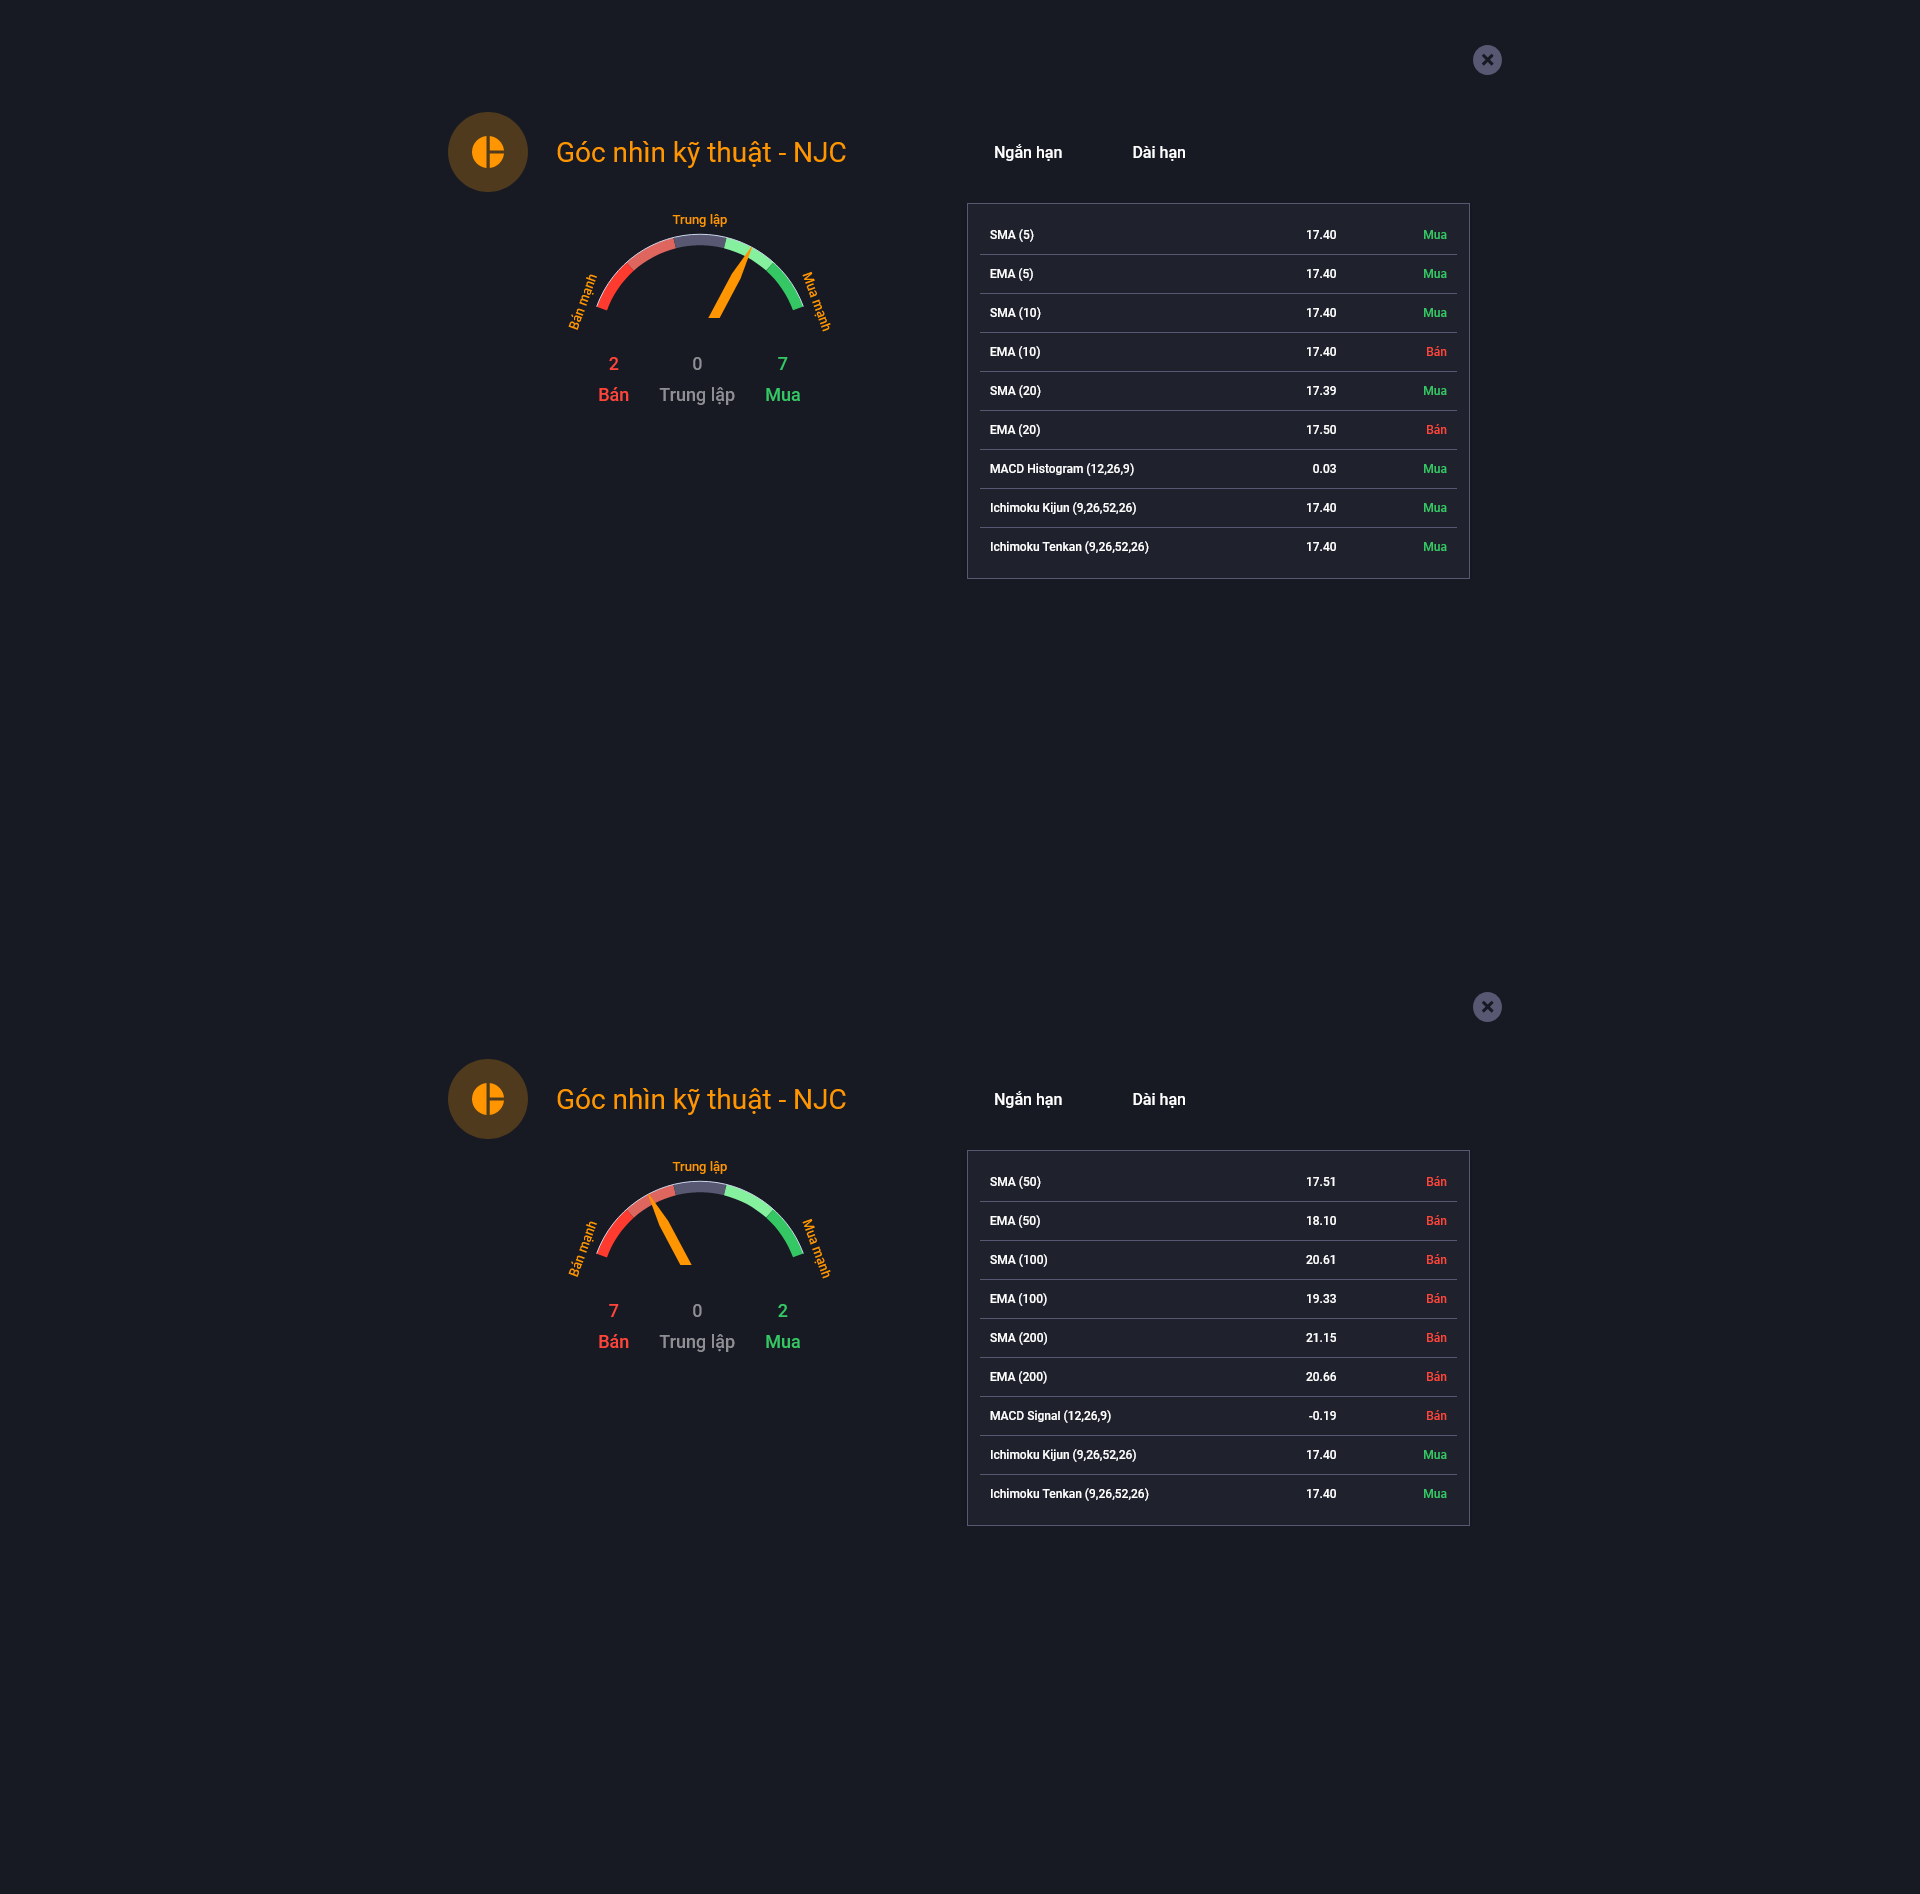 Góc nhìn kỹ thuật - NJC
Ngắn hạn Dài hạn
Trung lập
Bán mạnh
Mua mạnh
2 0 7
Bán Trung lập Mua
SMA (5) 17.40 Mua
EMA (5) 17.40 Mua
SMA (10) 17.40 Mua
EMA (10) 17.40 Bán
SMA (20) 17.39 Mua
EMA (20) 17.50 Bán
MACD Histogram (12,26,9) 0.03 Mua
Ichimoku Kijun (9,26,52,26) 17.40 Mua
Ichimoku Tenkan (9,26,52,26) 17.40 Mua
Góc nhìn kỹ thuật - NJC
Ngắn hạn Dài hạn
Trung lập
Bán mạnh
Mua mạnh
7 0 2
Bán Trung lập Mua
SMA (50) 17.51 Bán
EMA (50) 18.10 Bán
SMA (100) 20.61 Bán
EMA (100) 19.33 Bán
SMA (200) 21.15 Bán
EMA (200) 20.66 Bán
MACD Signal (12,26,9) -0.19 Bán
Ichimoku Kijun (9,26,52,26) 17.40 Mua
Ichimoku Tenkan (9,26,52,26) 17.40 Mua